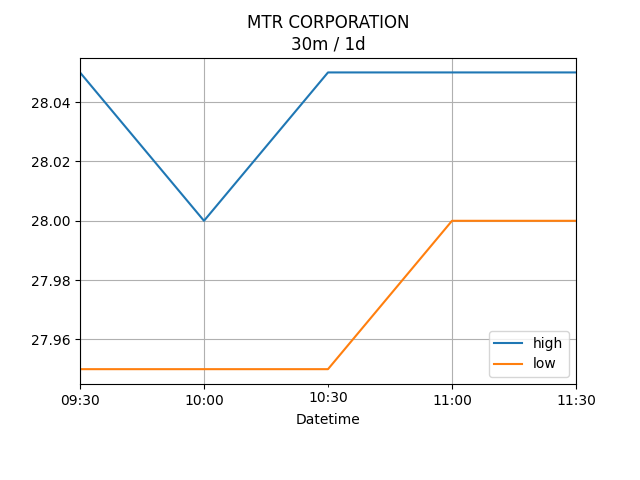 MTR CORPORATION
30m / 1d
28.04
28.02
28.00
27.98
27.96
high
low
09:30 10:00 10:30 11:00 11:30
Datetime